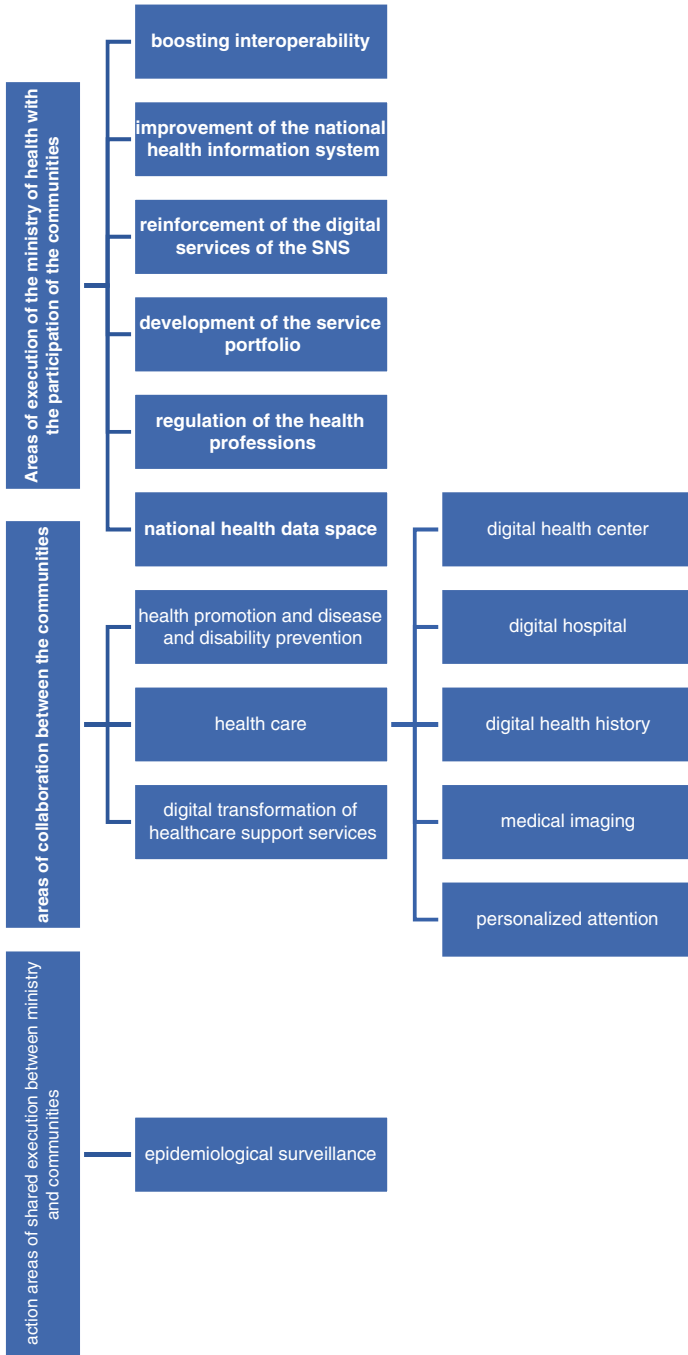 Areas of execution of the ministry of health with
the participation of the communities
boosting interoperability
improvement of the national
health information system
reinforcement of the digital
services of the SNS
development of the service
portfolio
regulation of the health
professions
national health data space
areas of collaboration between the communities
health promotion and disease
and disability prevention
health care
digital transformation of
healthcare support services
digital health center
digital hospital
digital health history
medical imaging
personalized attention
action areas of shared execution between ministry
and communities
epidemiological surveillance